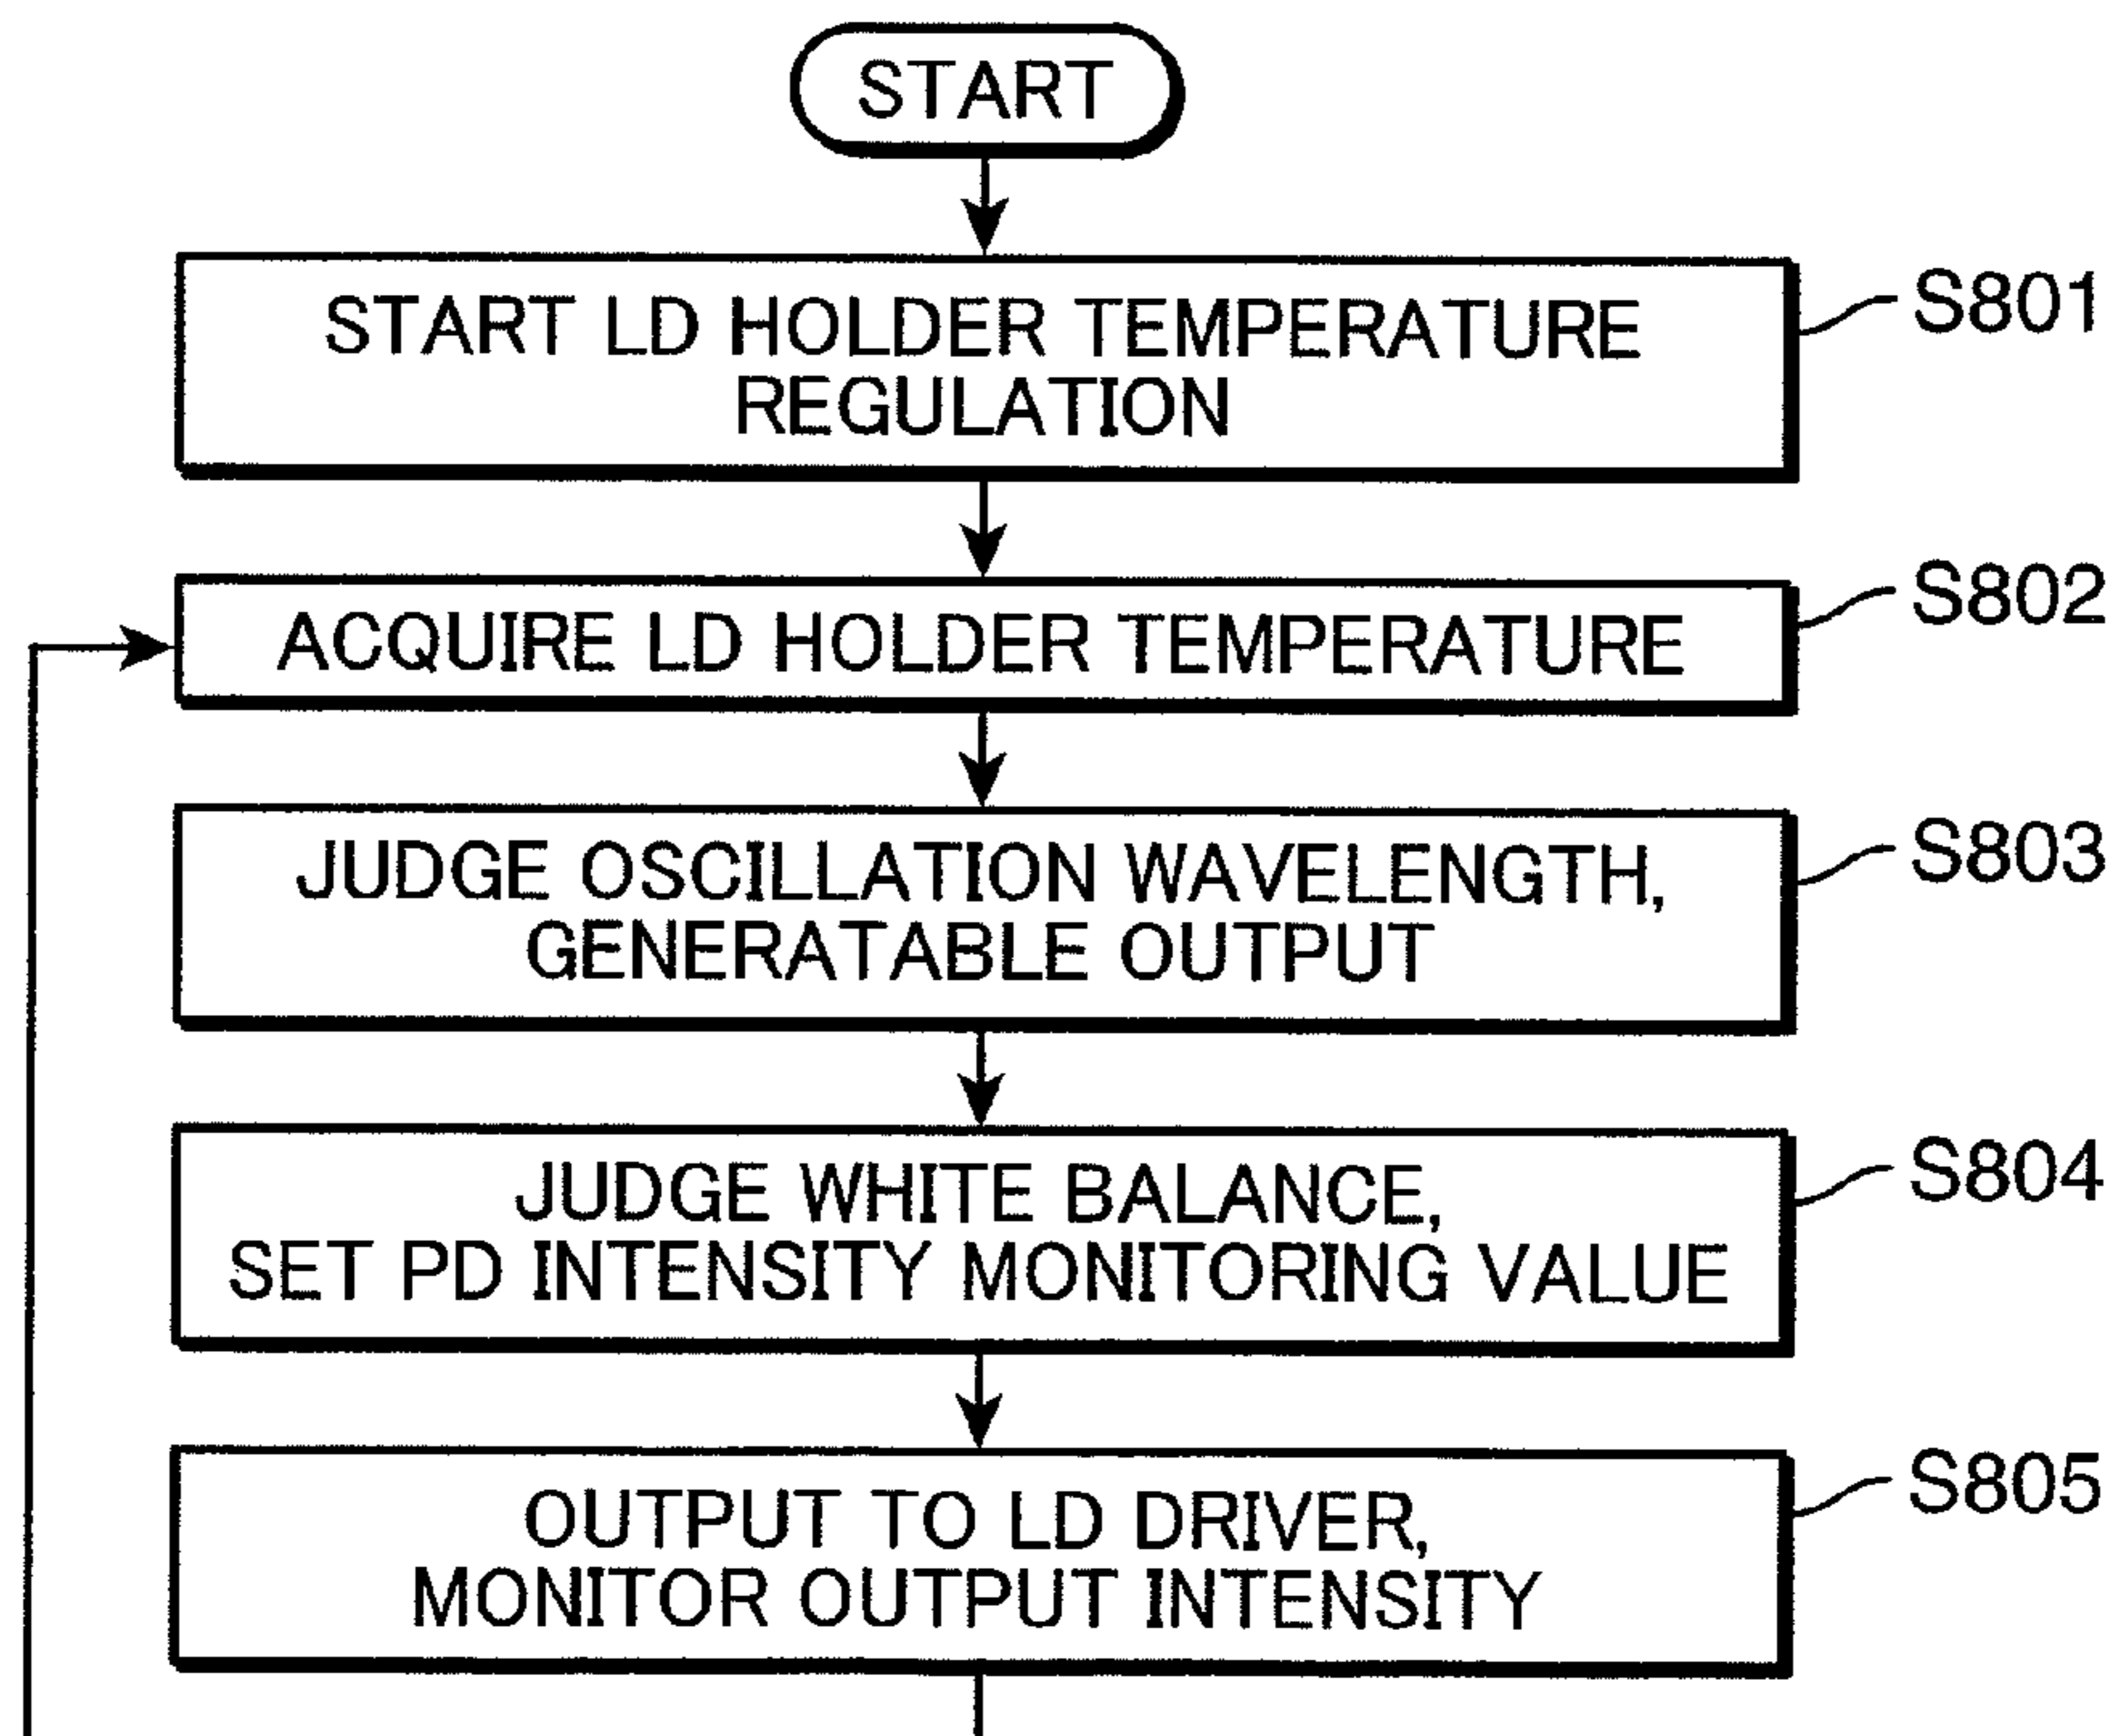 START
START LD HOLDER TEMPERATURE
REGULATION
S801
ACQUIRE LD HOLDER TEMPERATURE
S802
JUDGE OSCILLATION WAVELENGTH,
GENERATABLE OUTPUT
S803
JUDGE WHITE BALANCE,
SET PD INTENSITY MONITORING VALUE
S804
OUTPUT TO LD DRIVER,
MONITOR OUTPUT INTENSITY
S805